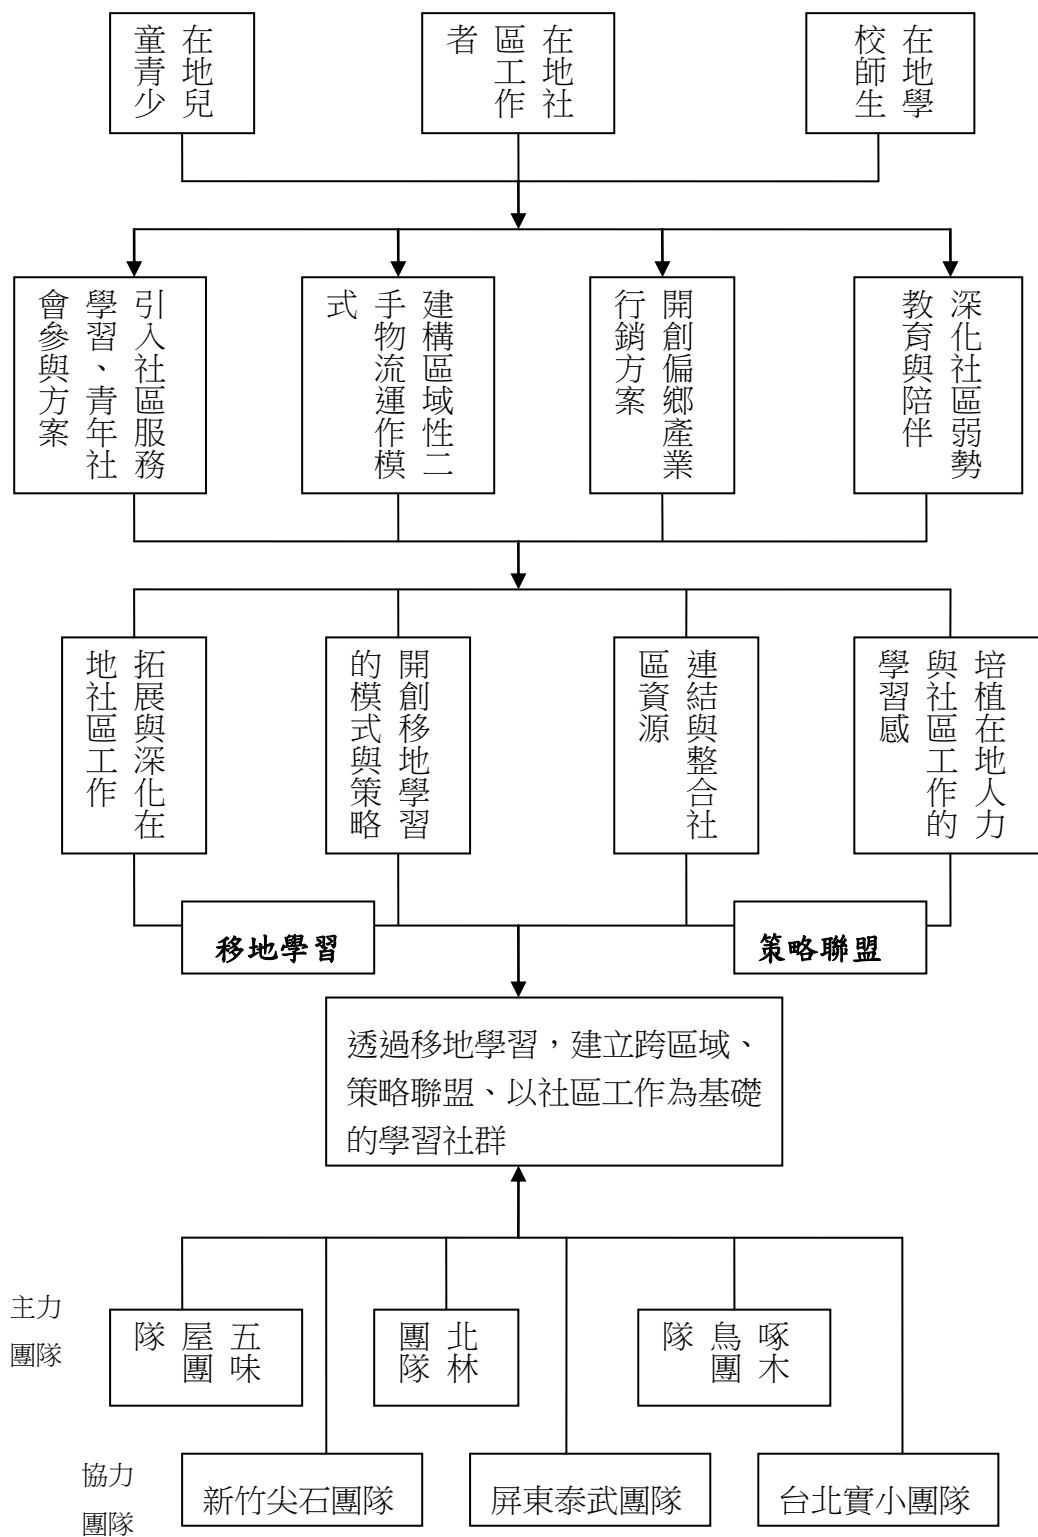 在地兒
童青少
在地社
區工作
者
在地學
校師生
引入社區服務
學習、青年社
會參與方案
建構區域性二
手物流運作模
式
開創偏鄉產業
行銷方案
深化社區弱勢
教育與陪伴
拓展與深化在
地社區工作
開創移地學習
的模式與策略
連結與整合社
區資源
培植在地人力
與社區工作的
學習感
移地學習
策略聯盟
透過移地學習，建立跨區域、
策略聯盟、以社區工作為基礎
的學習社群
主力
團隊
五味
屋團
隊
北林
團隊
啄木
鳥團
隊
協力
團隊
新竹尖石團隊
屏東泰武團隊
台北實小團隊